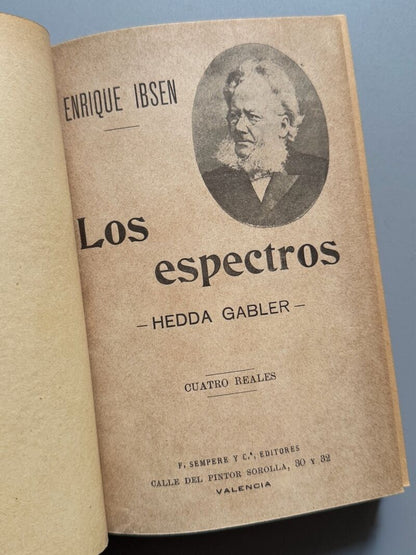 ENRIQUE IBSEN
Los
espectros
— HEDDA GABLER —
CUATRO REALES
F. SEMPERE Y C.ª, EDITORES
CALLE DEL PINTOR SOROLLA, 30 Y 32
VALENCIA